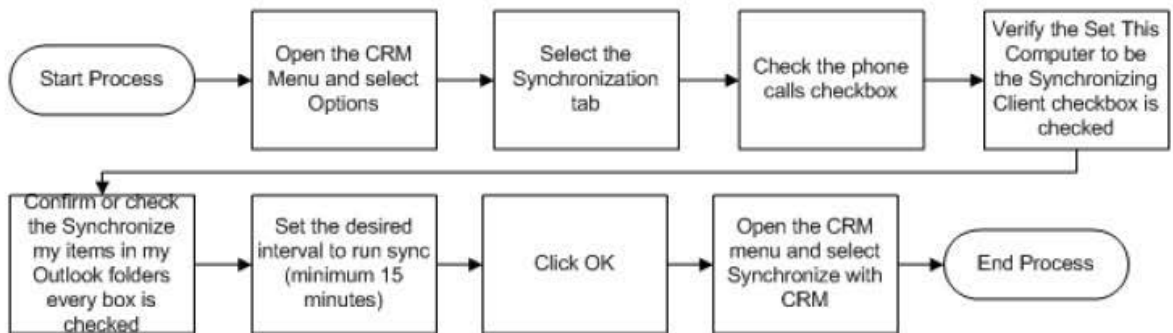 Start Process
Open the CRM
Menu and select
Options
Select the
Synchronization
tab
Check the phone
calls checkbox
Verify the Set This
Computer to be
the Synchronizing
Client checkbox is
checked
Confirm or check
the Synchronize
my items in my
Outlook folders
every box is
checked
Set the desired
interval to run sync
(minimum 15
minutes)
Click OK
Open the CRM
menu and select
Synchronize with
CRM
End Process